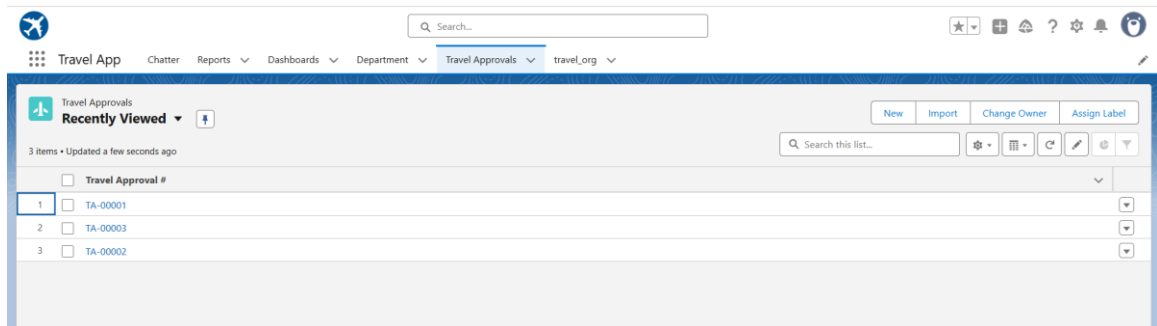 Search...
Travel App Chatter Reports Dashboards Department Travel Approvals travel_org
Travel Approvals
Recently Viewed
New Import Change Owner Assign Label
3 items • Updated a few seconds ago
Search this list...
Travel Approval #
1 TA-00001
2 TA-00003
3 TA-00002